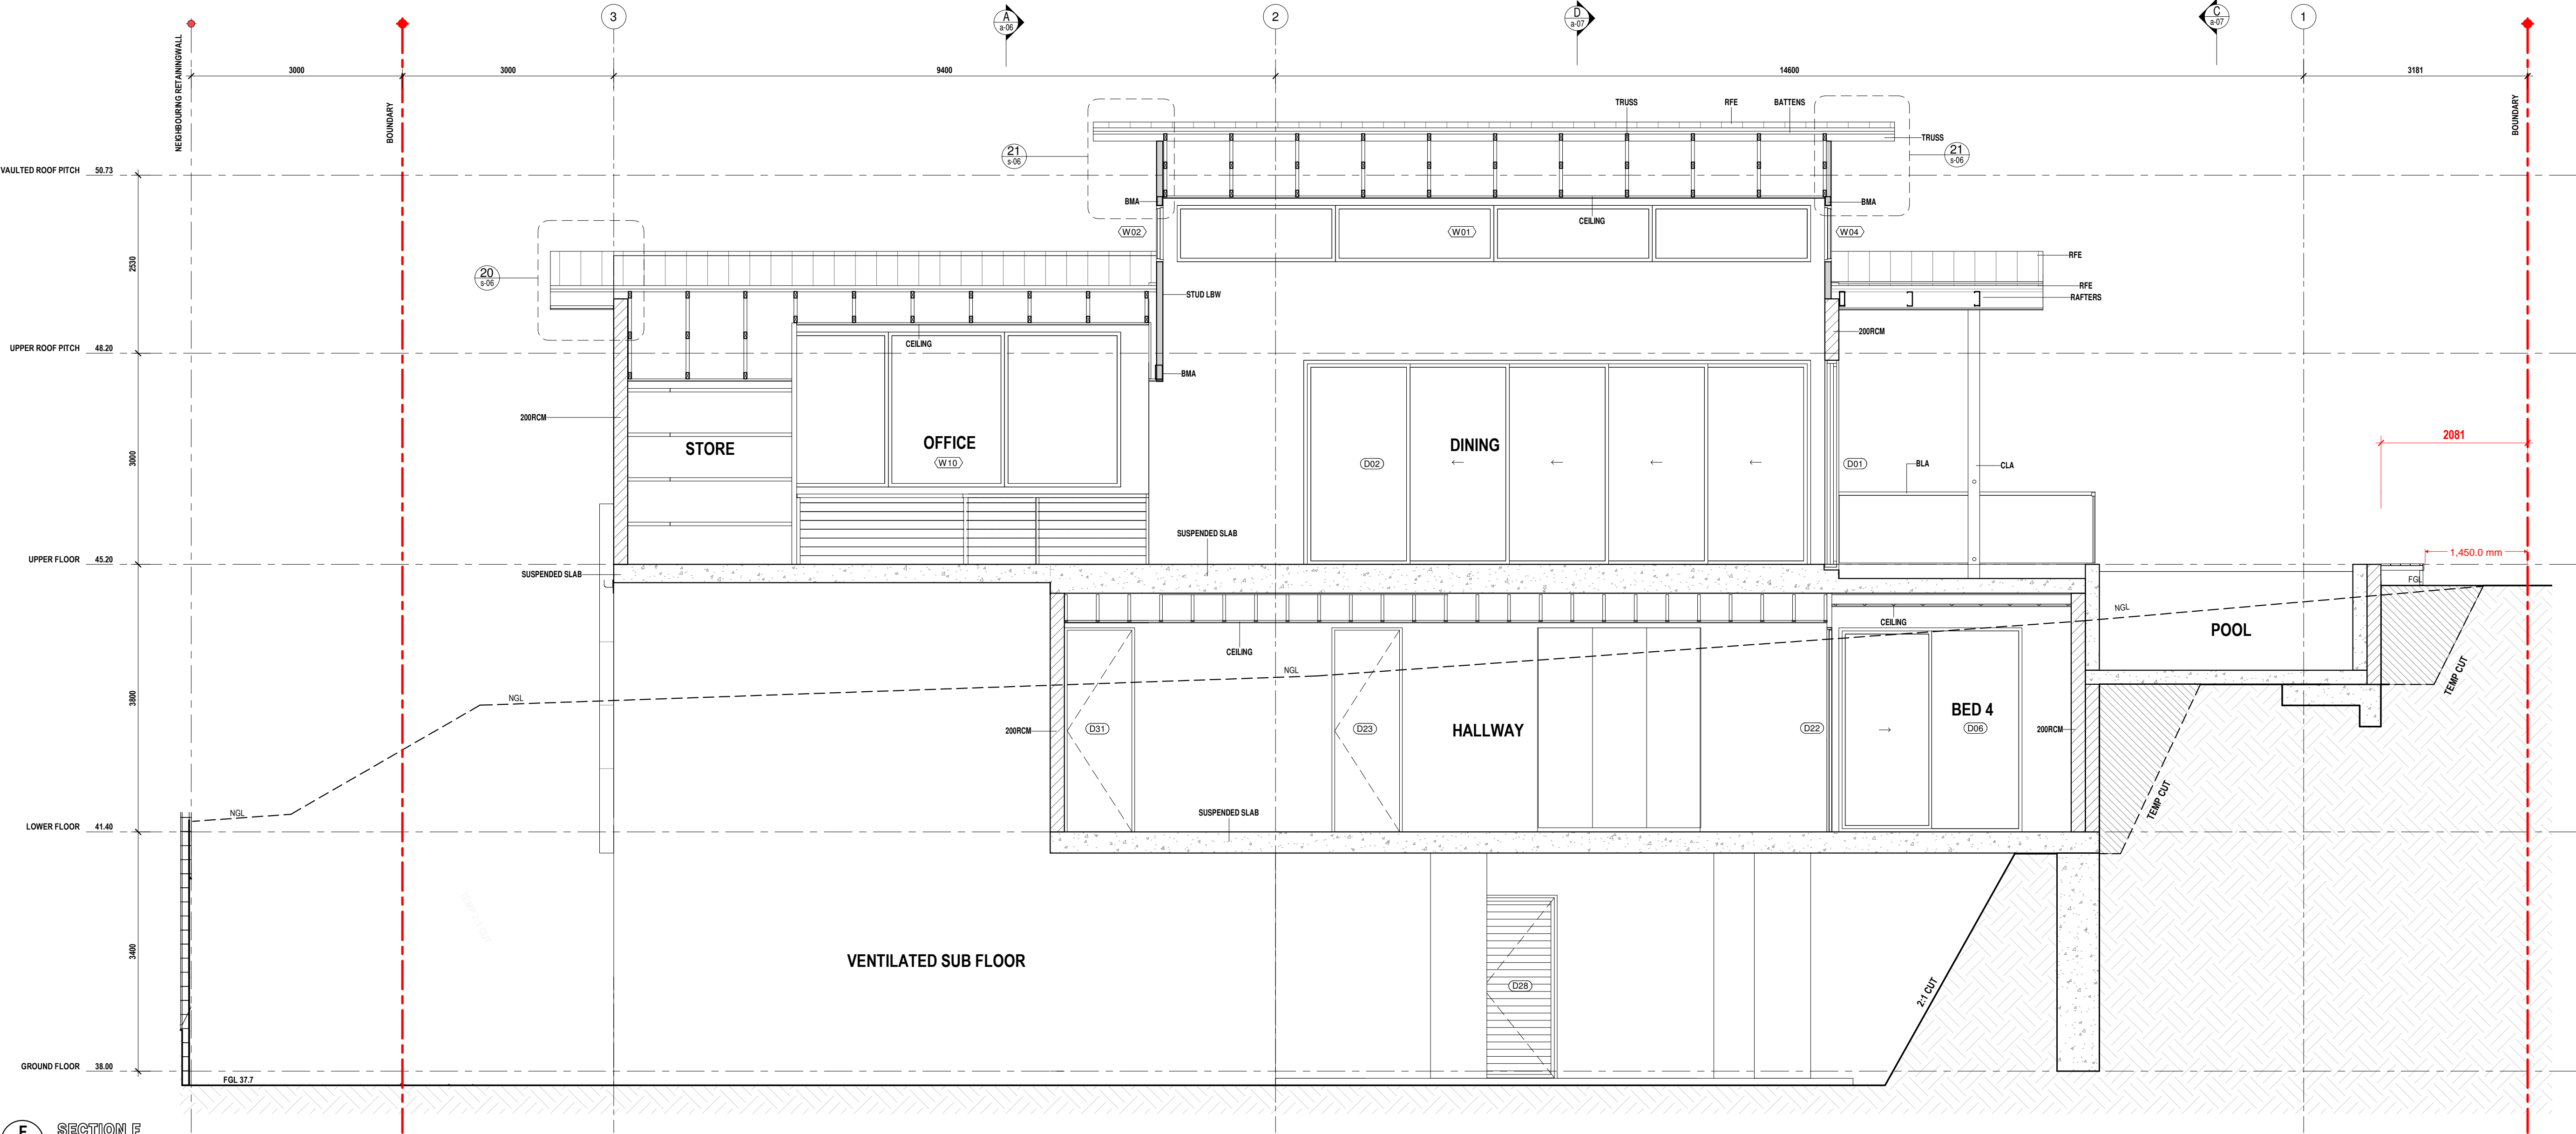 3
A
a-06
2
D
a-07
C
a-07
1
3000
3000
9400
14600
3181
NEIGHBOURING RETAININGWALL
BOUNDARY
BOUNDARY
TRUSS
RFE
BATTENS
TRUSS
21
s-06
21
s-06
VAULTED ROOF PITCH 50.73
BMA
BMA
CEILING
W02
W01
W04
20
s-06
2530
RFE
RFE
RAFTERS
STUD LBW
200RCM
CEILING
UPPER ROOF PITCH 48.20
BMA
200RCM
STORE
OFFICE
W10
DINING
D02
D01
BLA
CLA
2081
3000
SUSPENDED SLAB
1,450.0 mm
UPPER FLOOR 45.20
SUSPENDED SLAB
FGL
NGL
CEILING
CEILING
POOL
NGL
NGL
TEMP CUT
3800
200RCM
D31
D23
HALLWAY
D22
BED 4
D06
200RCM
TEMP CUT
NGL
SUSPENDED SLAB
LOWER FLOOR 41.40
3400
VENTILATED SUB FLOOR
D28
2:1 CUT
GROUND FLOOR 38.00
FGL 37.7
E
SECTION E